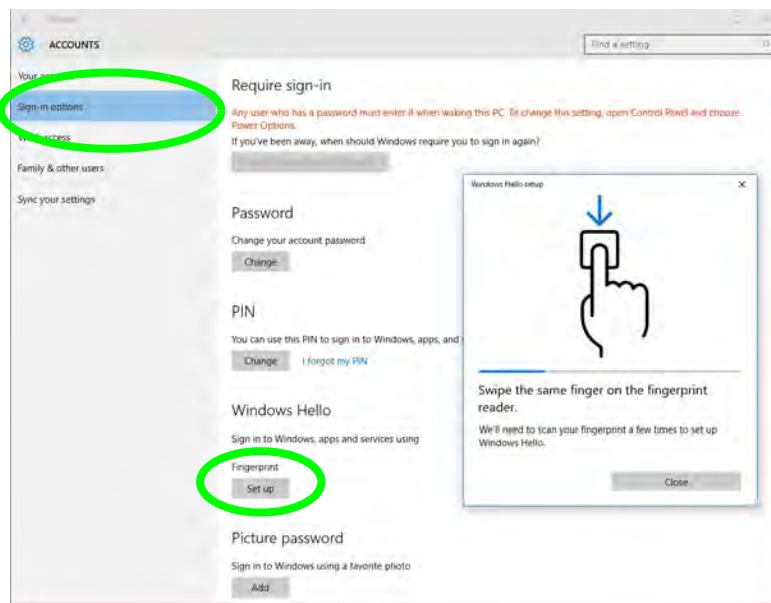 ACCOUNTS
Find a setting
Sign-in options
Family & other users
Sync your settings
Require sign-in
Any user who has a password must enter it when waking this PC. To change this setting, open Control Panel and choose
Power Options.
If you've been away, when should Windows require you to sign in again?
Password
Change your account password
Change
PIN
You can use this PIN to sign in to Windows, apps, and
Change I forgot my PIN
Windows Hello
Sign in to Windows, apps and services using
Fingerprint
Set up
Picture password
Sign in to Windows using a favorite photo
Add
Windows Hello setup
Swipe the same finger on the fingerprint
reader.
We'll need to scan your fingerprint a few times to set up
Windows Hello.
Close